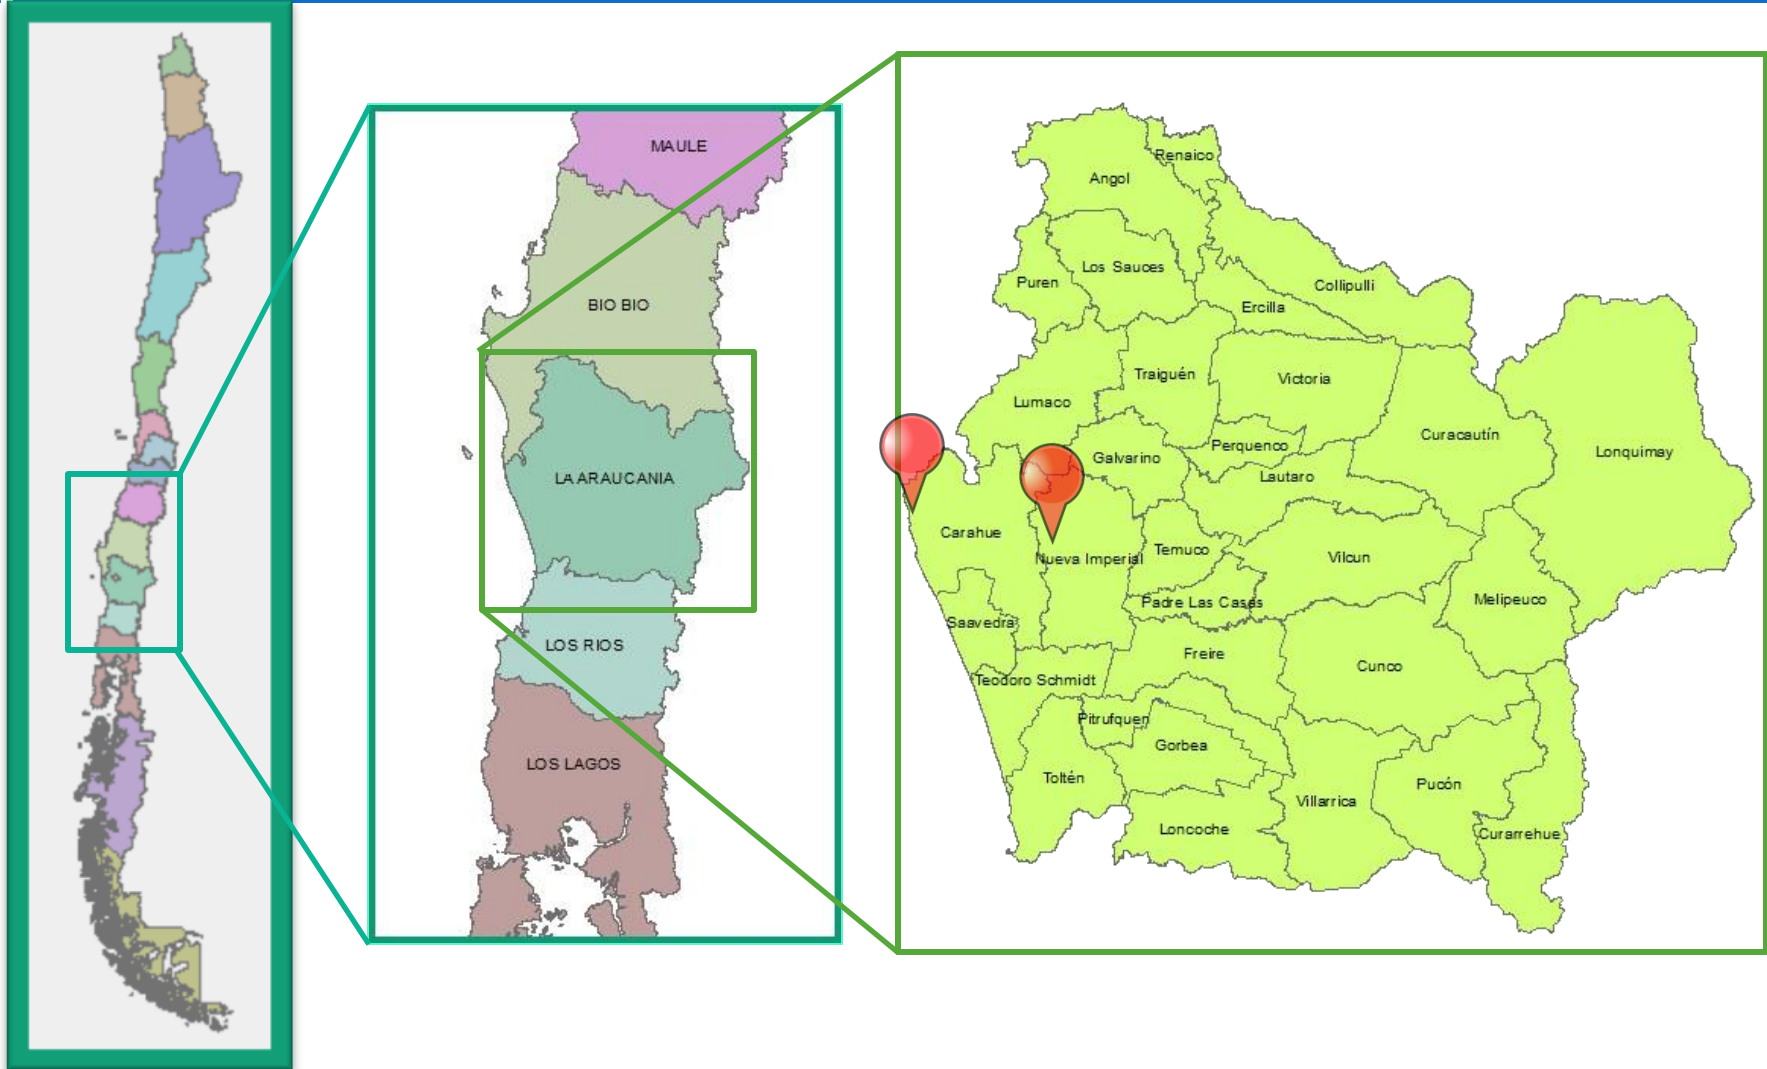 MAULE
BIO BIO
LA ARAUCANIA
LOS RIOS
LOS LAGOS
Renaico
Angol
Los Sauces
Puren
Collipulli
Ercilla
Traiguén
Victoria
Lumaco
Curacautín
Perquenco
Lonquimay
Galvarino
Lautaro
Carahue
Nueva Imperial
Temuco
Vilcun
Padre Las Casas
Melipeuco
Saavedra
Freire
Cunco
Teodoro Schmidt
Pitrufquen
Gorbea
Toltén
Pucón
Villarrica
Loncoche
Curarrehue